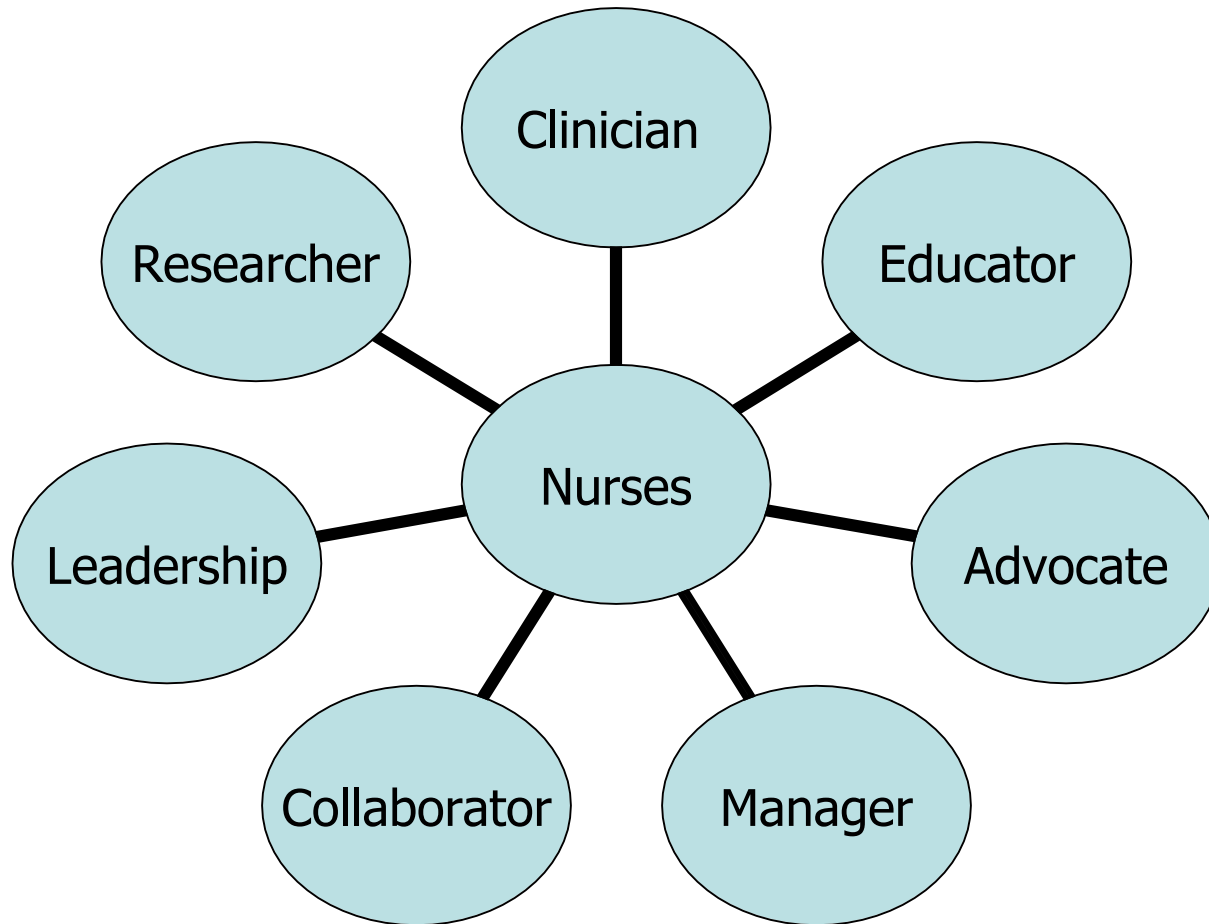 Clinician
Researcher
Educator
Nurses
Leadership
Advocate
Collaborator
Manager